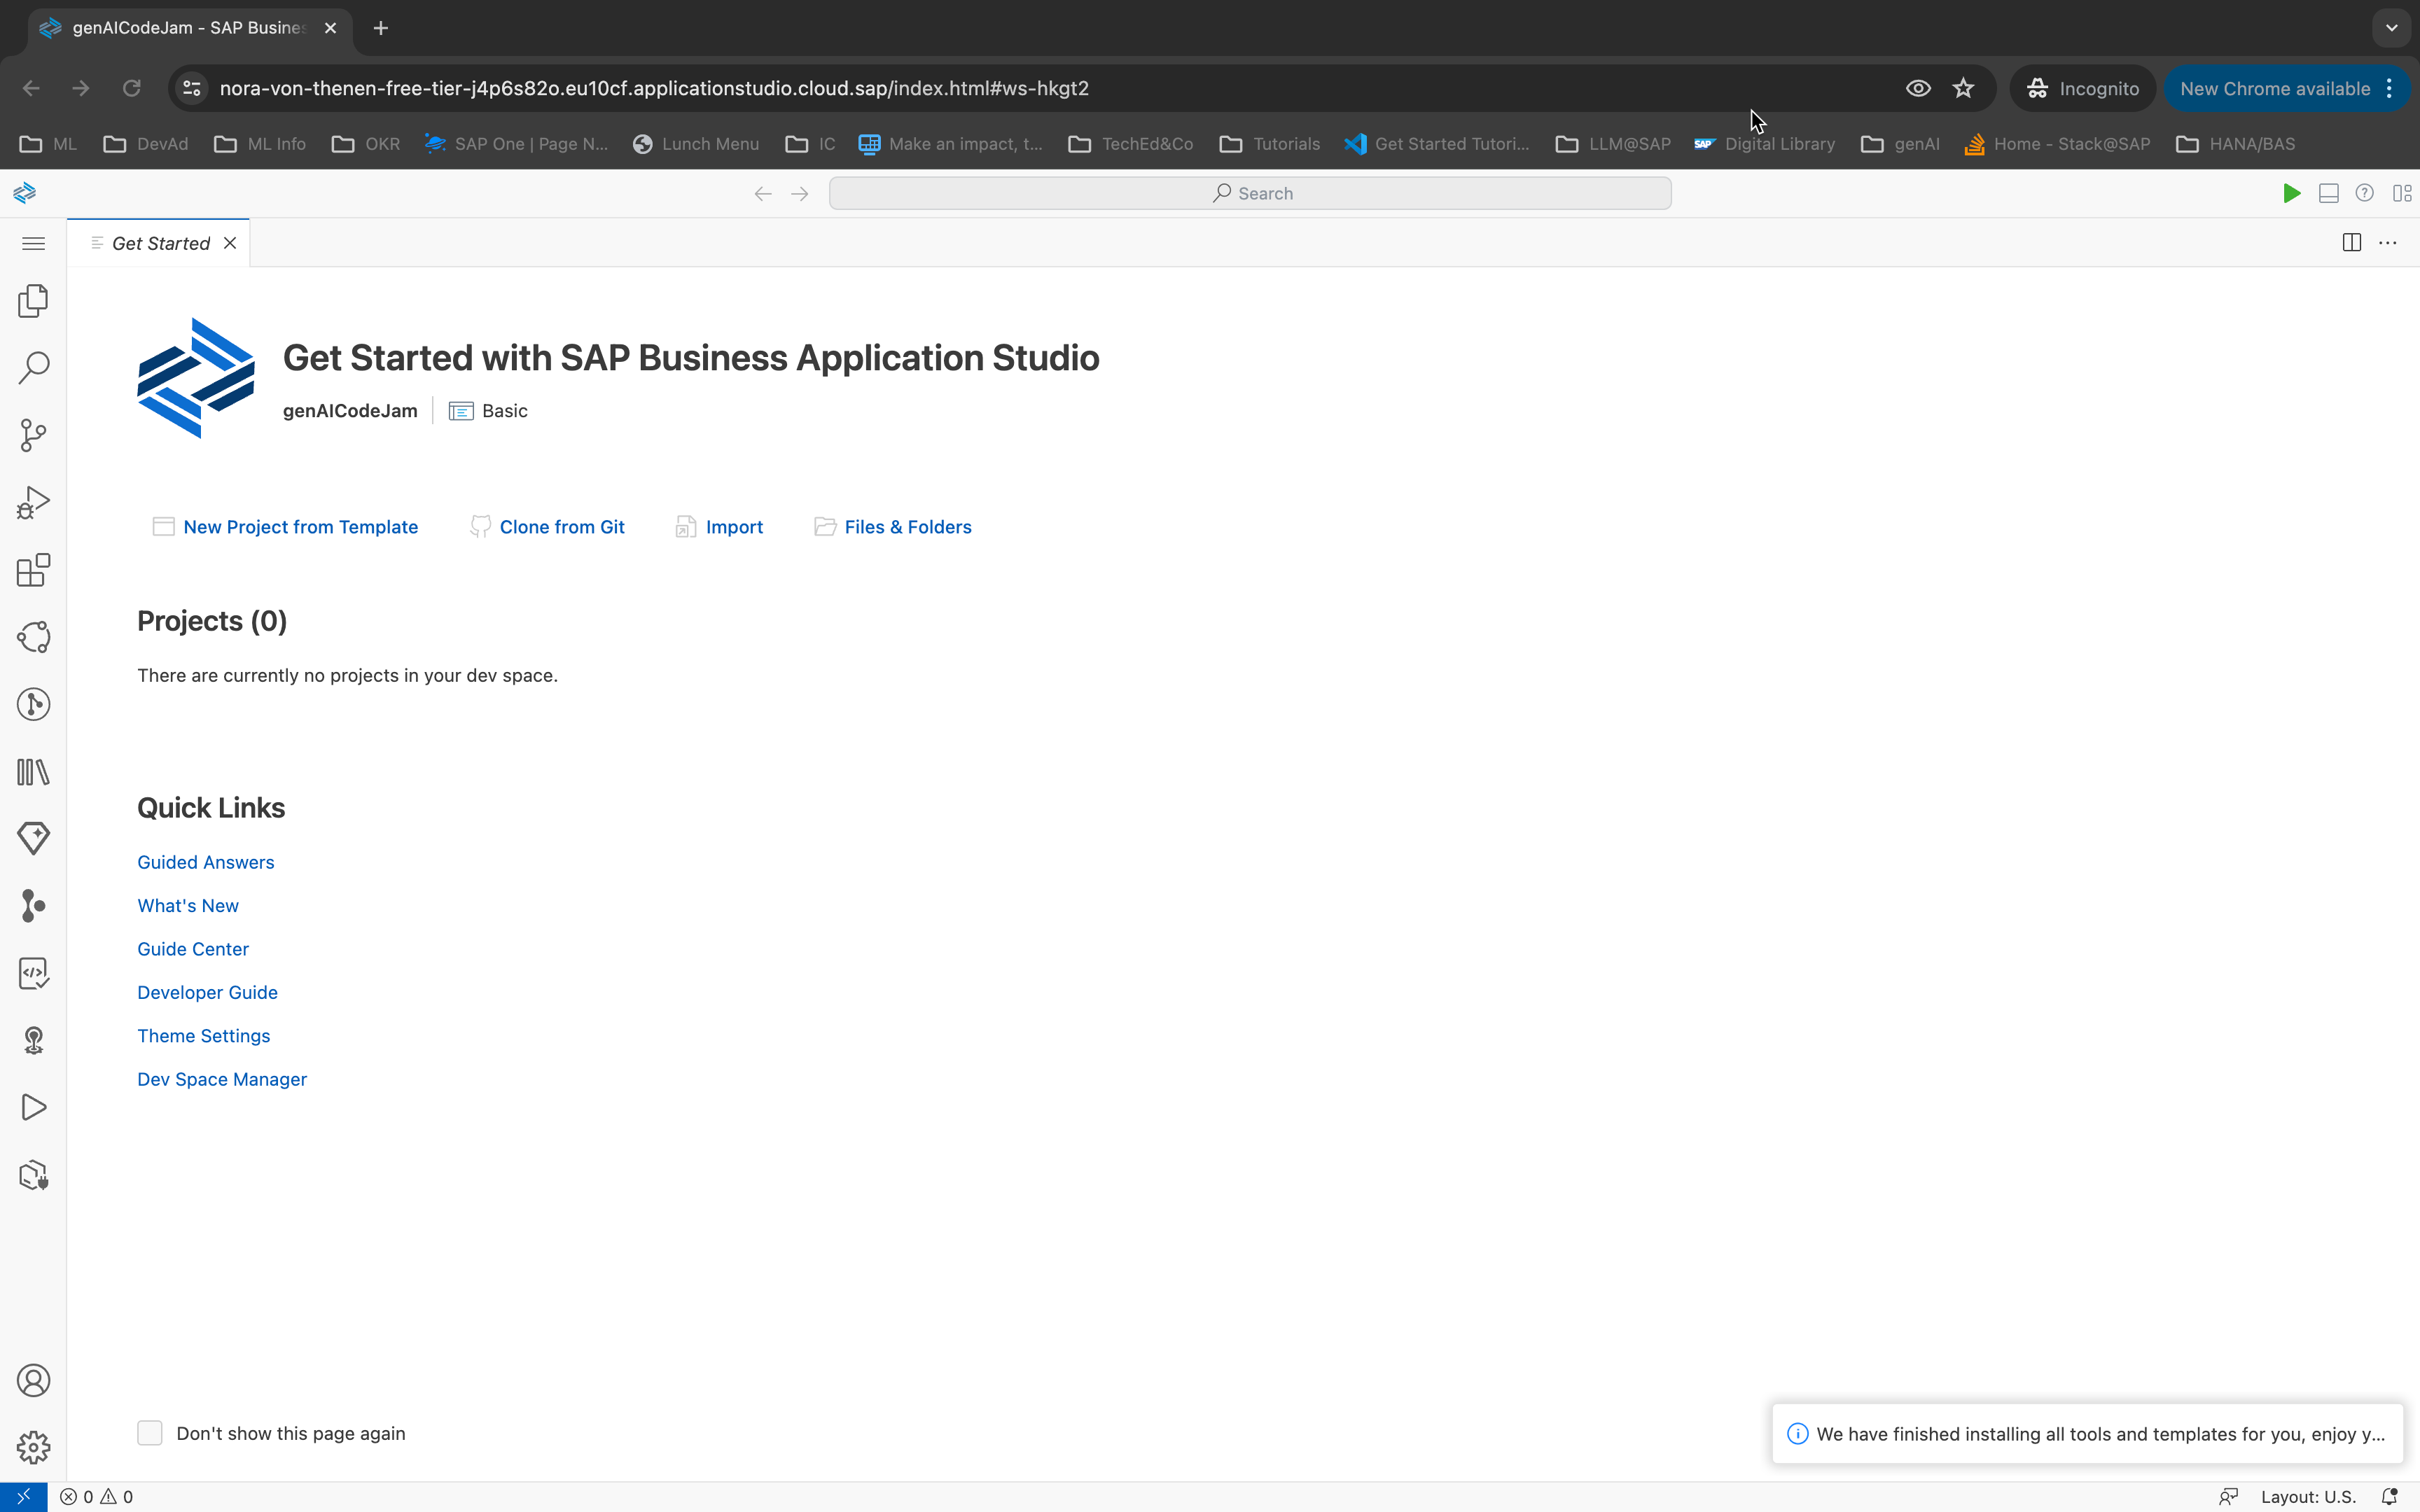 genAICodeJam - SAP Busines
nora-von-thenen-free-tier-j4p6s82o.eu10cf.applicationstudio.cloud.sap/index.html#ws-hkgt2
Incognito
New Chrome available
ML
DevAd
ML Info
OKR
SAP One | Page N...
Lunch Menu
IC
Make an impact, t...
TechEd&Co
Tutorials
Get Started Tutori...
LLM@SAP
SAP
Digital Library
genAI
Home - Stack@SAP
HANA/BAS
Search
Get Started
Get Started with SAP Business Application Studio
genAICodeJam
Basic
New Project from Template
Clone from Git
Import
Files & Folders
Projects (0)
There are currently no projects in your dev space.
Quick Links
Guided Answers
What's New
Guide Center
Developer Guide
Theme Settings
Dev Space Manager
Don't show this page again
We have finished installing all tools and templates for you, enjoy y...
0
0
Layout: U.S.